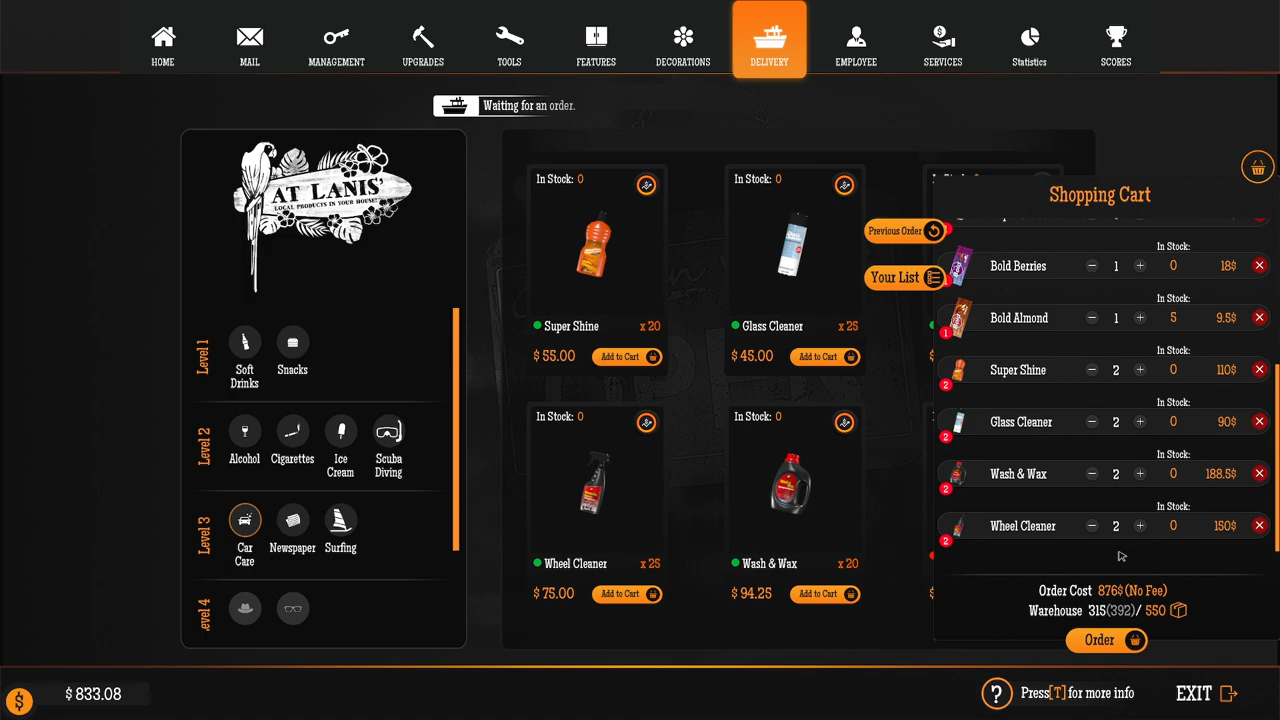 HOME
MAIL
MANAGEMENT
UPGRADES
TOOLS
FEATURES
DECORATIONS
DELIVERY
EMPLOYEE
SERVICES
Statistics
SCORES
Waiting for an order.
AT LANIS'
LOCAL PRODUCTS IN YOUR HOUSE!
Level 1
Soft Drinks
Snacks
Level 2
Alcohol
Cigarettes
Ice Cream
Scuba Diving
Level 3
Car Care
Newspaper
Surfing
Level 4
In Stock: 0
Super Shine x 20
$ 55.00 Add to Cart
In Stock: 0
Glass Cleaner x 25
$ 45.00 Add to Cart
In Stock: 0
Wheel Cleaner x 25
$ 75.00 Add to Cart
In Stock: 0
Wash & Wax x 20
$ 94.25 Add to Cart
Previous Order
Your List
Shopping Cart
In Stock:
Bold Berries − 1 + 0 18$
In Stock:
1 Bold Almond − 1 + 5 9.5$
In Stock:
2 Super Shine − 2 + 0 110$
In Stock:
2 Glass Cleaner − 2 + 0 90$
In Stock:
2 Wash & Wax − 2 + 0 188.5$
In Stock:
2 Wheel Cleaner − 2 + 0 150$
Order Cost 876$ (No Fee)
Warehouse 315(392)/ 550
Order
$ $ 833.08
? Press[T] for more info
EXIT